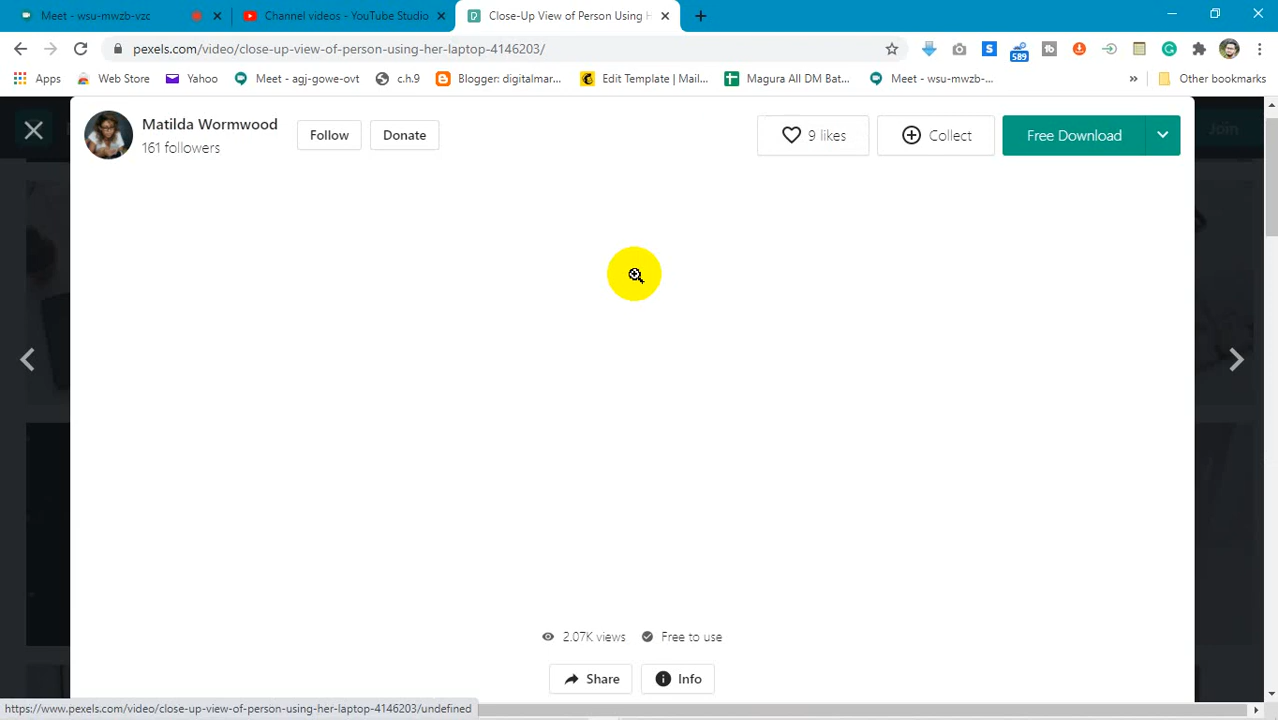 Meet - wsu-mwzb-vzc
Channel videos - YouTube Studio
Close-Up View of Person Using H
pexels.com/video/close-up-view-of-person-using-her-laptop-4146203/
S
589
tb
G
Apps
Web Store
Yahoo
Meet - agj-gowe-ovt
c.h.9
Blogger: digitalmar...
Edit Template | Mail...
Magura All DM Bat...
Meet - wsu-mwzb-...
»
Other bookmarks
Matilda Wormwood
161 followers
Follow
Donate
9 likes
Collect
Free Download
Join
2.07K views
Free to use
Share
Info
https://www.pexels.com/video/close-up-view-of-person-using-her-laptop-4146203/undefined